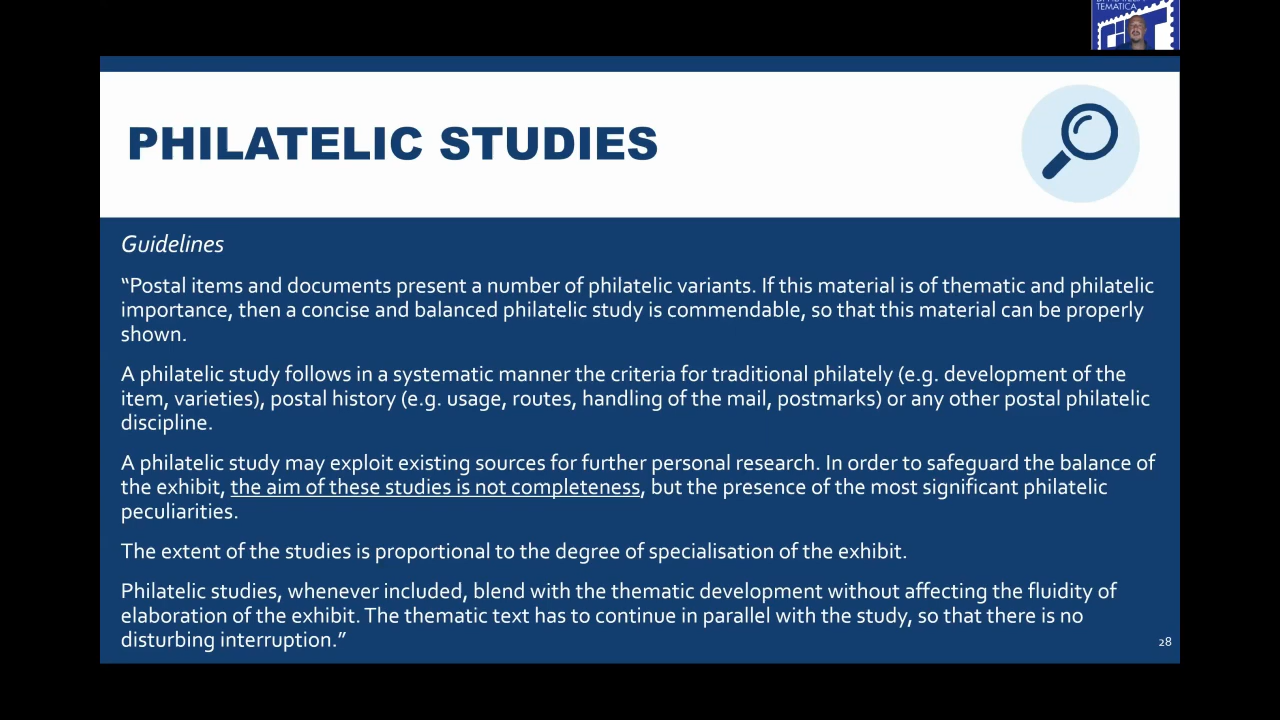 TEMATICA
PHILATELIC STUDIES
Guidelines
“Postal items and documents present a number of philatelic variants. If this material is of thematic and philatelic
importance, then a concise and balanced philatelic study is commendable, so that this material can be properly
shown.
A philatelic study follows in a systematic manner the criteria for traditional philately (e.g. development of the
item, varieties), postal history (e.g. usage, routes, handling of the mail, postmarks) or any other postal philatelic
discipline.
A philatelic study may exploit existing sources for further personal research. In order to safeguard the balance of
the exhibit, the aim of these studies is not completeness, but the presence of the most significant philatelic
peculiarities.
The extent of the studies is proportional to the degree of specialisation of the exhibit.
Philatelic studies, whenever included, blend with the thematic development without affecting the fluidity of
elaboration of the exhibit. The thematic text has to continue in parallel with the study, so that there is no
disturbing interruption.”
28